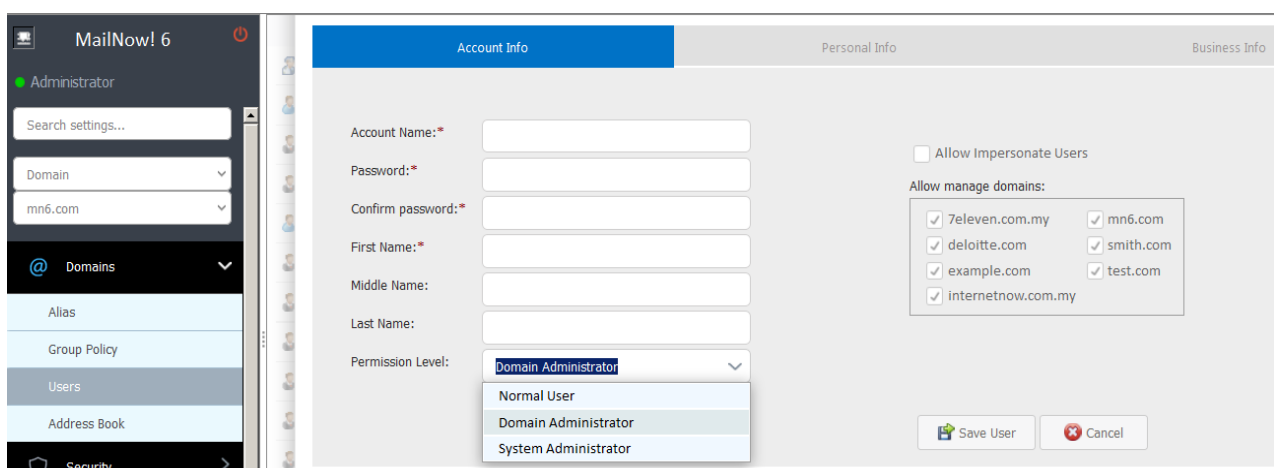 MailNow! 6
Administrator
Search settings...
Domain
mn6.com
@ Domains
Alias
Group Policy
Users
Address Book
Security
Account Info
Personal Info
Business Info
Account Name:*
Password:*
Confirm password:*
First Name:*
Middle Name:
Last Name:
Permission Level:
Domain Administrator
Normal User
Domain Administrator
System Administrator
Allow Impersonate Users
Allow manage domains:
7eleven.com.my mn6.com
deloitte.com smith.com
example.com test.com
internetnow.com.my
Save User Cancel